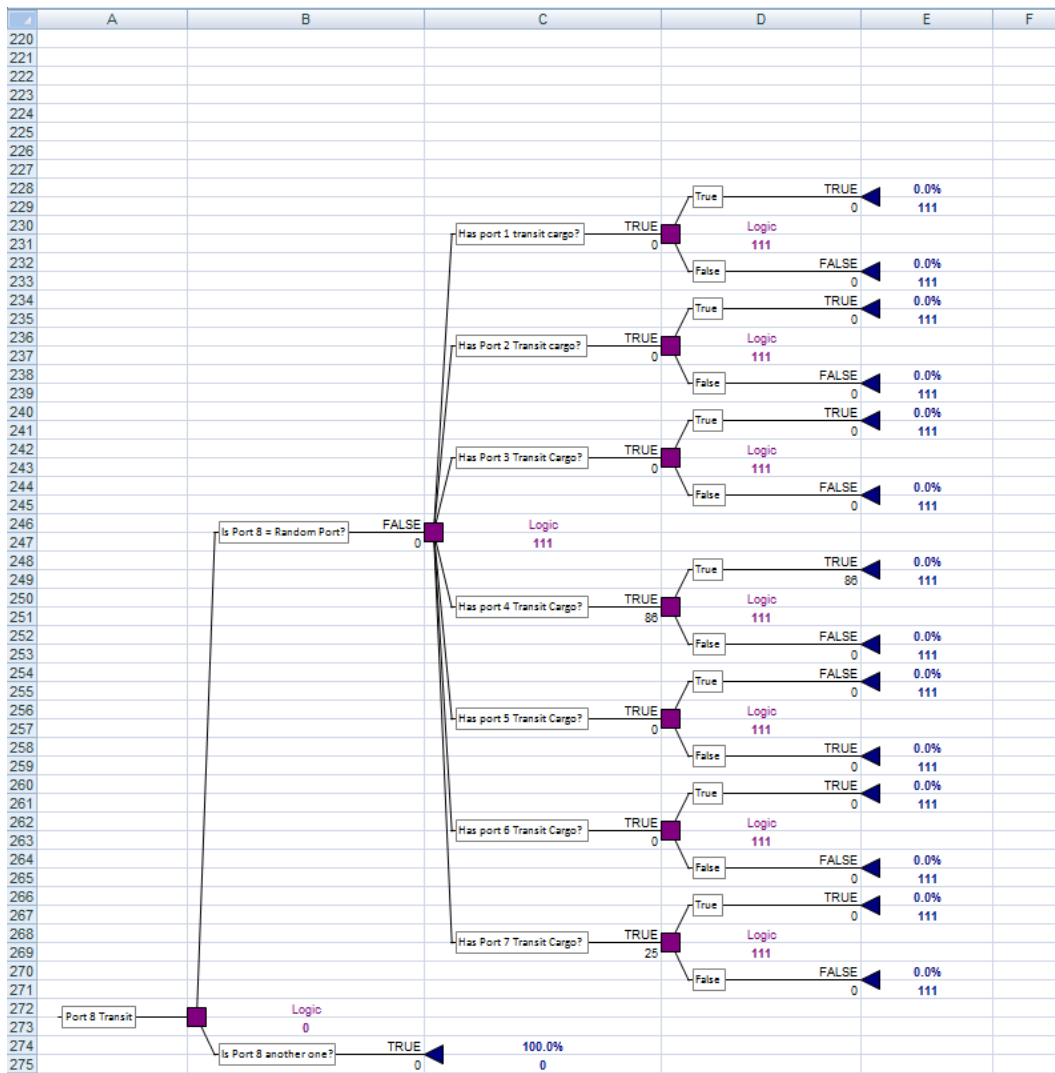 A B C D E F
220
221
222
223
224
225
226
227
228 TRUE 0.0%
True
229 0 111
230 TRUE Logic
Has port 1 transit cargo?
231 0 111
232 FALSE 0.0%
False
233 0 111
234 TRUE 0.0%
True
235 0 111
236 TRUE Logic
Has Port 2 Transit cargo?
237 0 111
238 FALSE 0.0%
False
239 0 111
240 TRUE 0.0%
True
241 0 111
242 TRUE Logic
Has Port 3 Transit Cargo?
243 0 111
244 FALSE 0.0%
False
245 0 111
246 FALSE Logic
Is Port 8 = Random Port?
247 0 111
248 TRUE 0.0%
True
249 86 111
250 TRUE Logic
Has port 4 Transit Cargo?
251 86 111
252 FALSE 0.0%
False
253 0 111
254 FALSE 0.0%
True
255 0 111
256 TRUE Logic
Has port 5 Transit Cargo?
257 0 111
258 TRUE 0.0%
False
259 0 111
260 TRUE 0.0%
True
261 0 111
262 TRUE Logic
Has port 6 Transit Cargo?
263 0 111
264 FALSE 0.0%
False
265 0 111
266 TRUE 0.0%
True
267 0 111
268 TRUE Logic
Has Port 7 Transit Cargo?
269 25 111
270 FALSE 0.0%
False
271 0 111
272 Logic
Port 8 Transit
273 0
274 TRUE 100.0%
Is Port 8 another one?
275 0 0